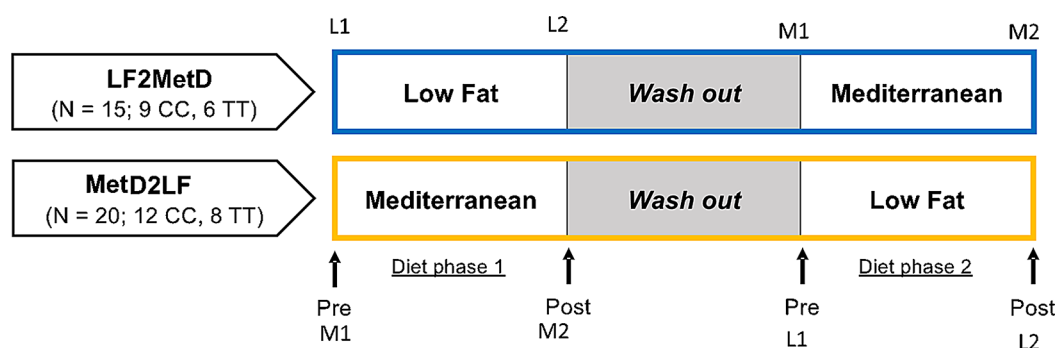 L1
L2
M1
M2
LF2MetD
(N = 15; 9 CC, 6 TT)
Low Fat
Wash out
Mediterranean
MetD2LF
(N = 20; 12 CC, 8 TT)
Mediterranean
Wash out
Low Fat
Diet phase 1
Diet phase 2
Pre
Post
Pre
Post
M1
M2
L1
L2